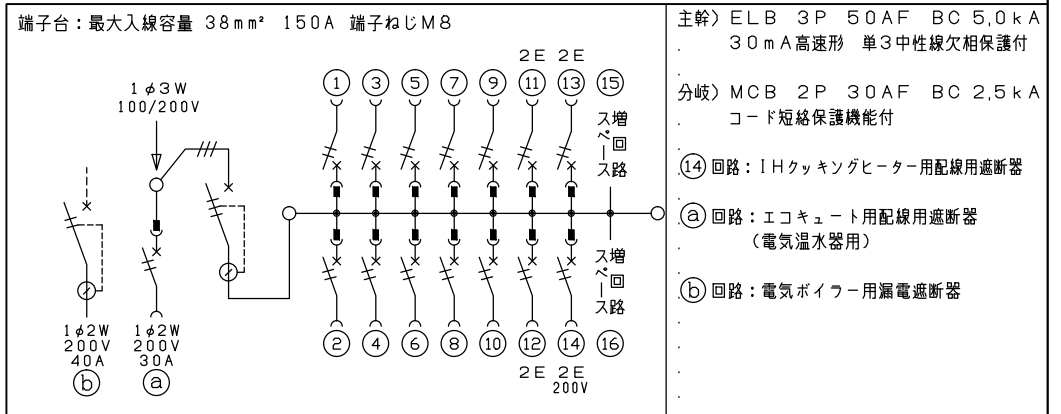 端子台：最大入線容量 38mm² 150A 端子ねじM8
2E 2E
① ③ ⑤ ⑦ ⑨ ⑪ ⑬ ⑮
1φ3W
100/200V
増回路
スペース
増回路
スペース
② ④ ⑥ ⑧ ⑩ ⑫ ⑭ ⑯
2E 2E
200V
1φ2W
200V
40A
ⓑ
1φ2W
200V
30A
ⓐ
主幹）ELB 3P 50AF BC 5,0kA
30mA高速形 単3中性線欠相保護付
分岐）MCB 2P 30AF BC 2,5kA
コード短絡保護機能付
⑭回路：IHクッキングヒーター用配線用遮断器
ⓐ回路：エコキュート用配線用遮断器
（電気温水器用）
ⓑ回路：電気ボイラー用漏電遮断器